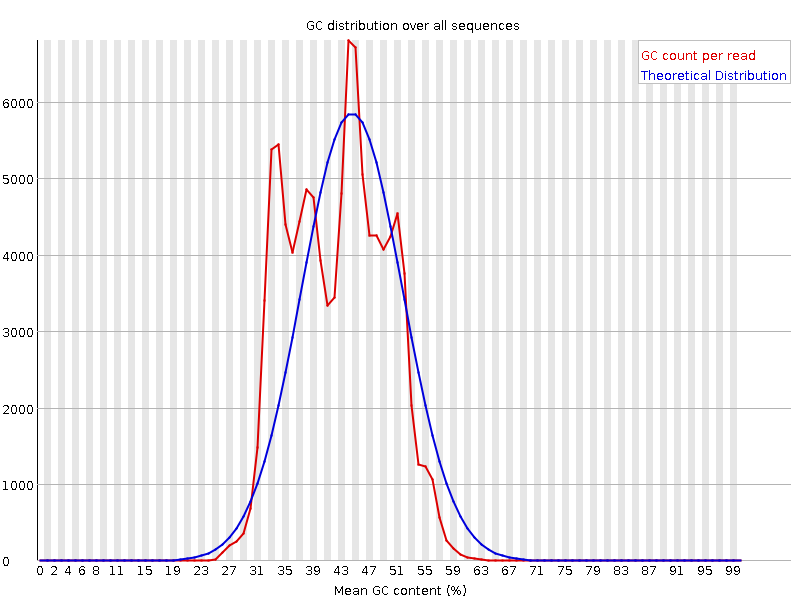 GC distribution over all sequences
GC count per read
Theoretical Distribution
6000
5000
4000
3000
2000
1000
0
0 2 4 6 8 11 15 19 23 27 31 35 39 43 47 51 55 59 63 67 71 75 79 83 87 91 95 99
Mean GC content (%)